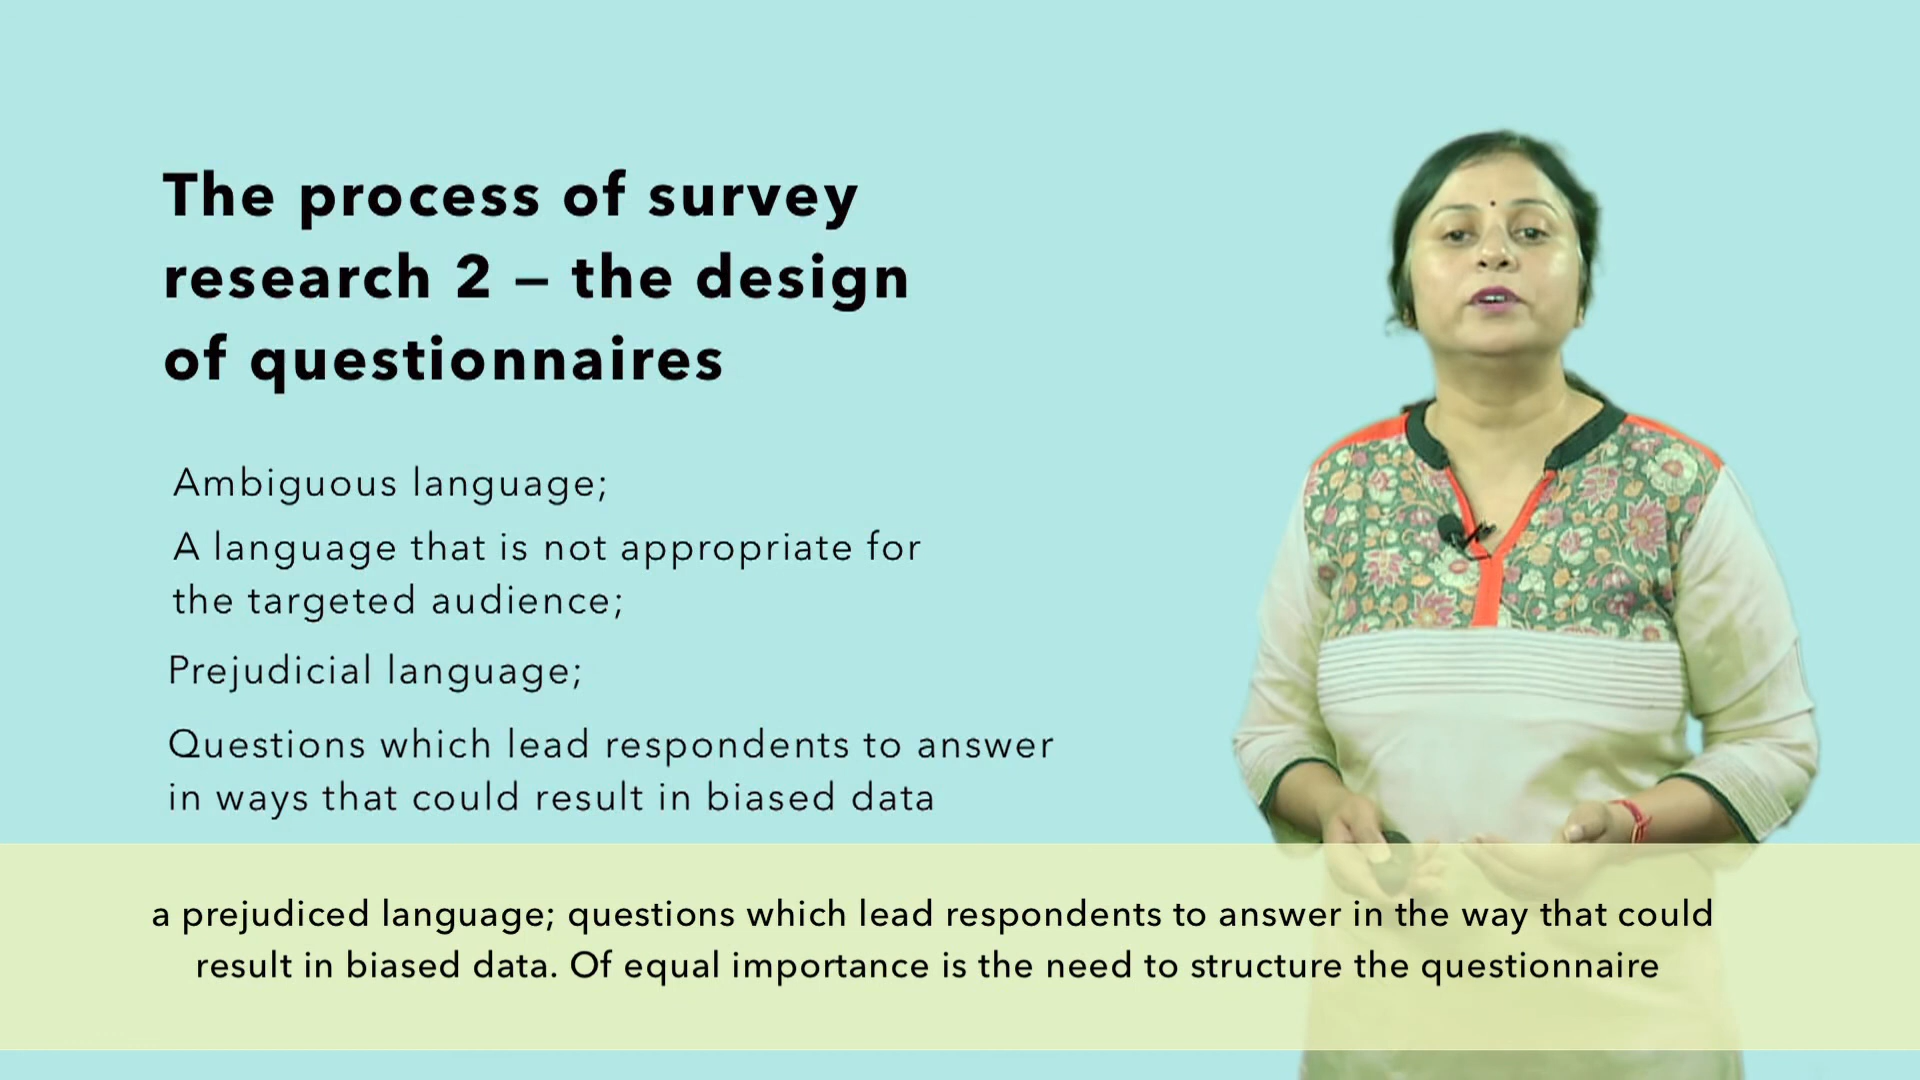 The process of survey
research 2 – the design
of questionnaires
Ambiguous language;
A language that is not appropriate for
the targeted audience;
Prejudicial language;
Questions which lead respondents to answer
in ways that could result in biased data
a prejudiced language; questions which lead respondents to answer in the way that could
result in biased data. Of equal importance is the need to structure the questionnaire